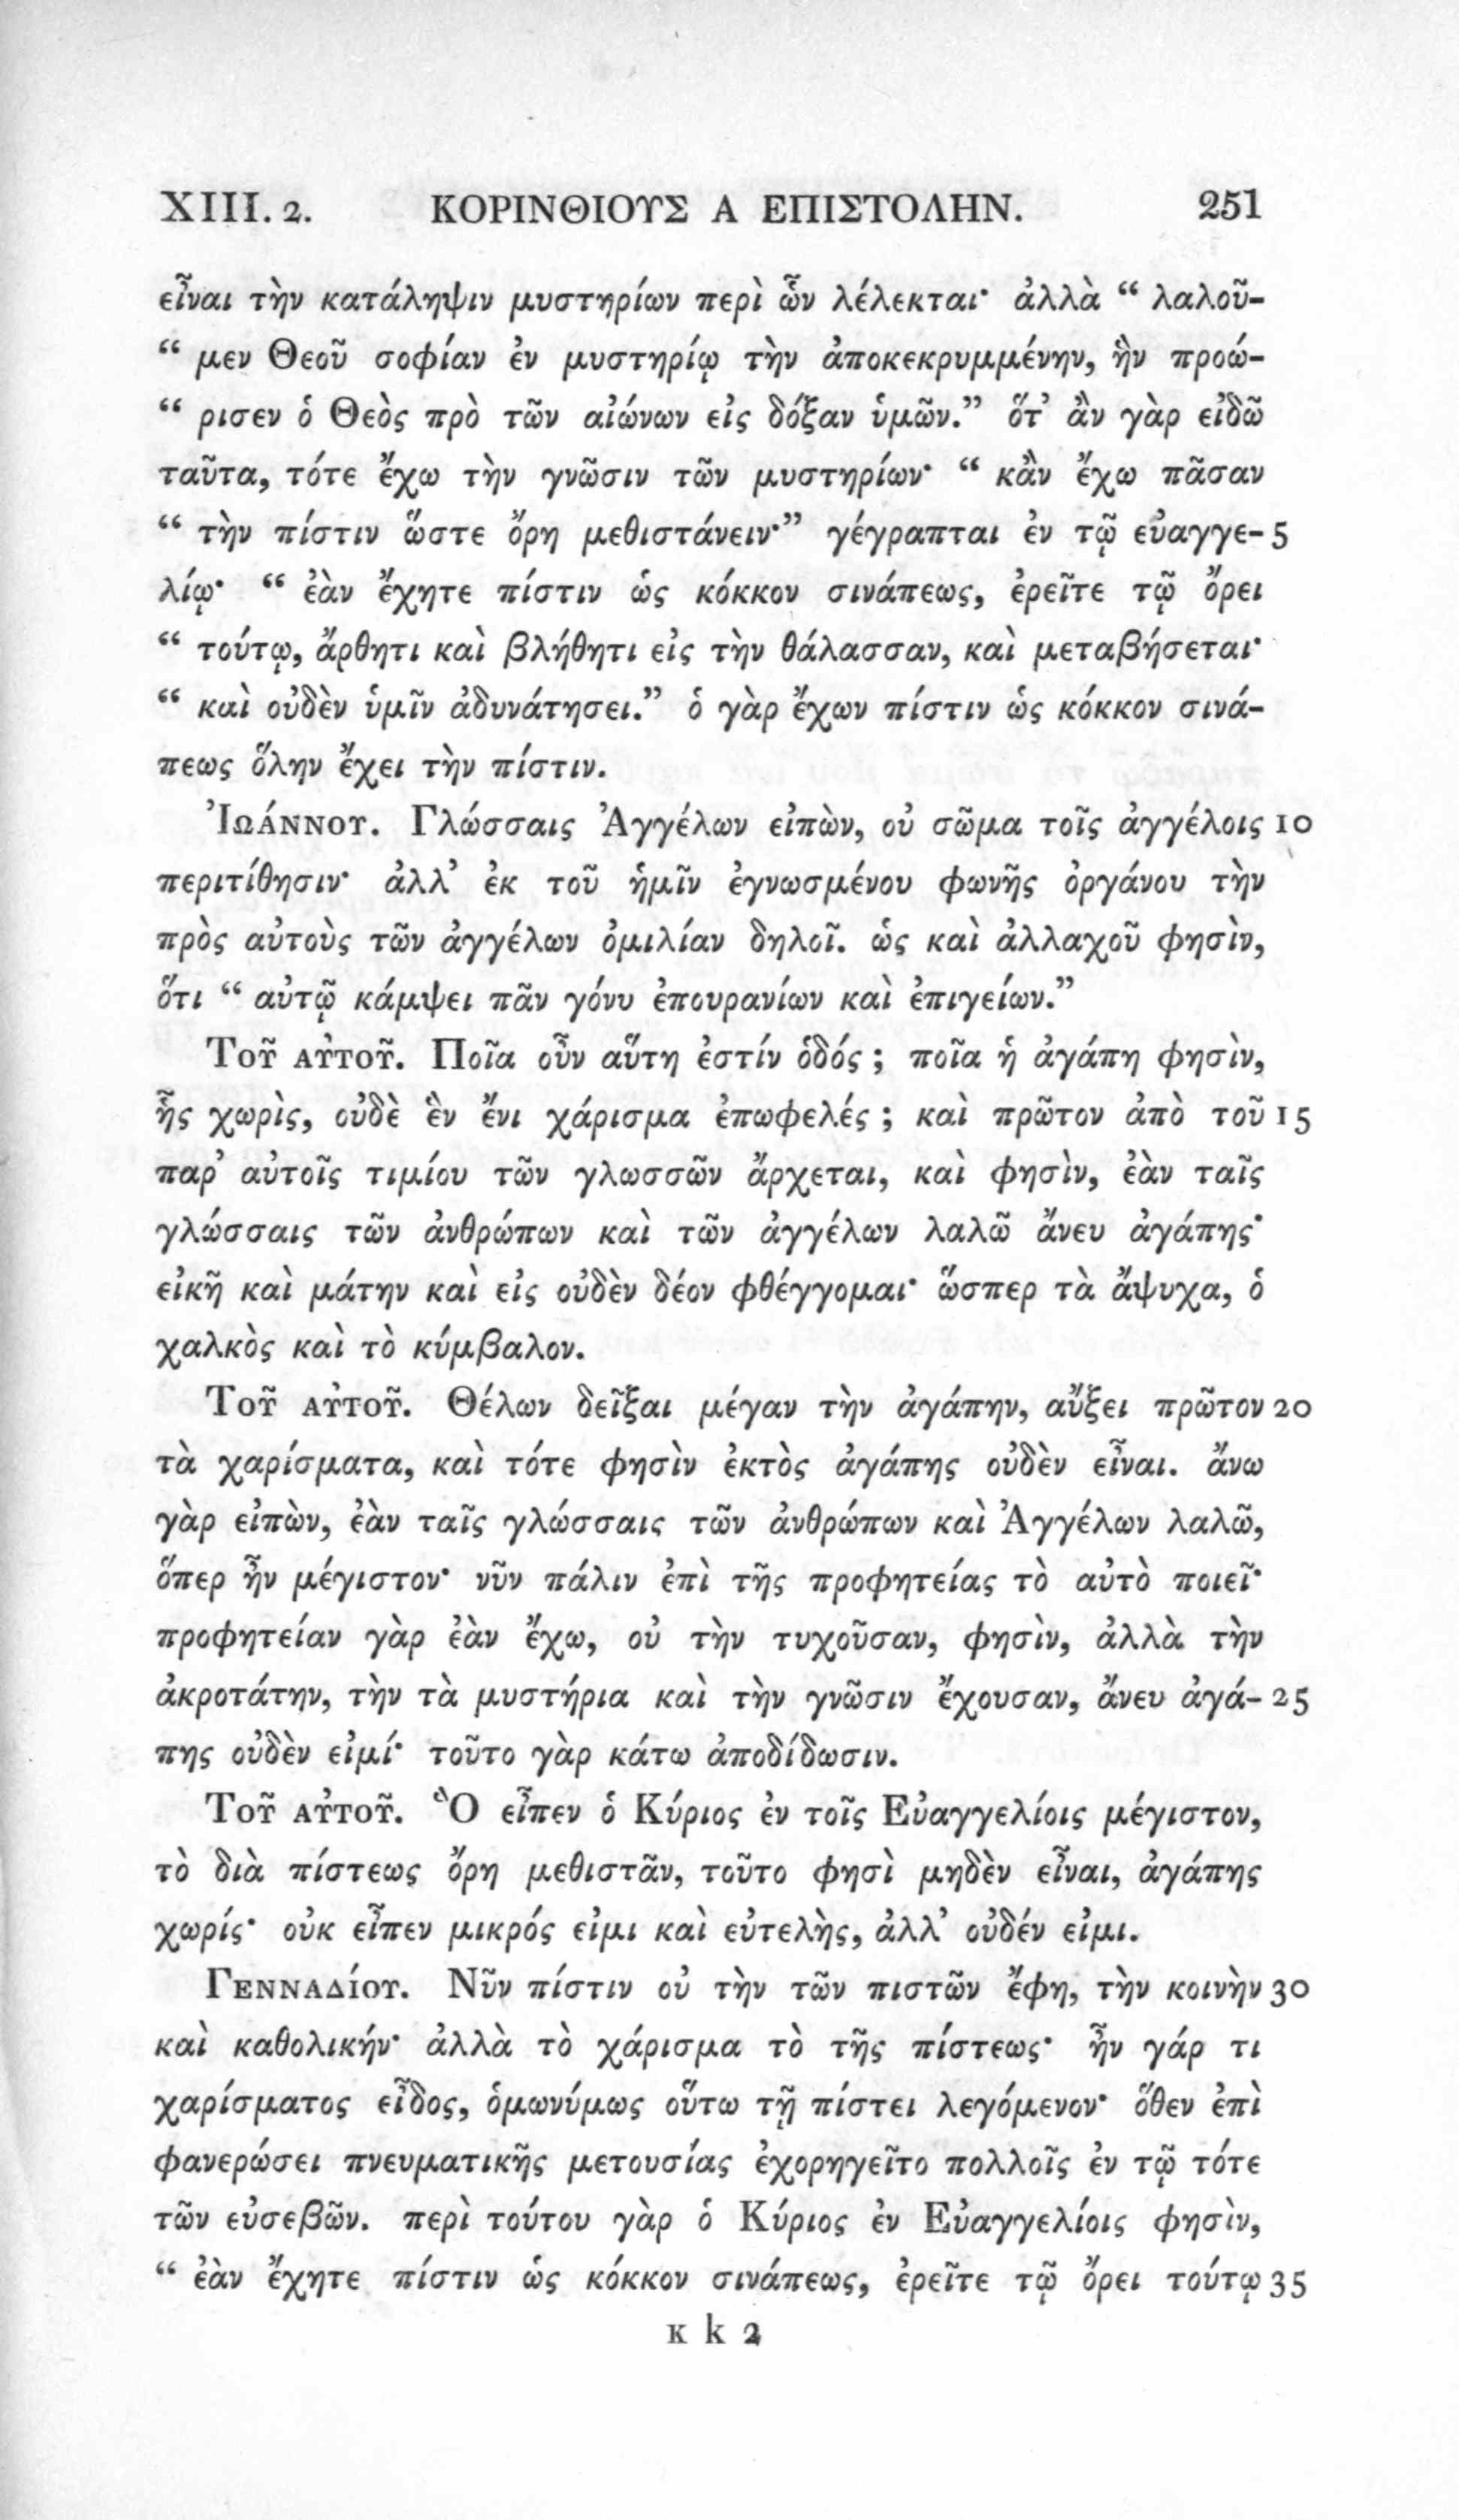 XIII. 2. ΚΟΡΙΝΘΙΟΥΣ Α ΕΠΙΣΤΟΛΗΝ. 251
εἶναι τὴν κατάληψιν μυστηρίων περὶ ὧν λέλεκται· ἀλλὰ “ λαλοῦ-
“ μεν Θεοῦ σοφίαν ἐν μυστηρίῳ τὴν ἀποκεκρυμμένην, ἣν προώ-
“ ρισεν ὁ Θεὸς πρὸ τῶν αἰώνων εἰς δόξαν ὑμῶν.” ὅτ’ ἂν γὰρ εἰδῶ
ταῦτα, τότε ἔχω τὴν γνῶσιν τῶν μυστηρίων· “ κἂν ἔχω πᾶσαν
“ τὴν πίστιν ὥστε ὄρη μεθιστάνειν·” γέγραπται ἐν τῷ εὐαγγε- 5
λίῳ· “ ἐὰν ἔχητε πίστιν ὡς κόκκον σινάπεως, ἐρεῖτε τῷ ὄρει
“ τούτῳ, ἄρθητι καὶ βλήθητι εἰς τὴν θάλασσαν, καὶ μεταβήσεται·
“ καὶ οὐδὲν ὑμῖν ἀδυνάτησει.” ὁ γὰρ ἔχων πίστιν ὡς κόκκον σινά-
πεως ὅλην ἔχει τὴν πίστιν.
Ἰωάννου. Γλώσσαις Ἀγγέλων εἰπὼν, οὐ σῶμα τοῖς ἀγγέλοις 10
περιτίθησιν· ἀλλ’ ἐκ τοῦ ἡμῖν ἐγνωσμένου φωνῆς ὀργάνου τὴν
πρὸς αὐτοὺς τῶν ἀγγέλων ὁμιλίαν δηλοῖ. ὡς καὶ ἀλλαχοῦ φησὶν,
ὅτι “ αὐτῷ κάμψει πᾶν γόνυ ἐπουρανίων καὶ ἐπιγείων.”
Τοῦ αὐτοῦ. Ποῖα οὖν αὕτη ἐστίν ὁδός ; ποῖα ἡ ἀγάπη φησὶν,
ἧς χωρὶς, οὐδὲ ἓν ἔνι χάρισμα ἐπωφελές ; καὶ πρῶτον ἀπὸ τοῦ 15
παρ’ αὐτοῖς τιμίου τῶν γλωσσῶν ἄρχεται, καὶ φησὶν, ἐὰν ταῖς
γλώσσαις τῶν ἀνθρώπων καὶ τῶν ἀγγέλων λαλῶ ἄνευ ἀγάπης·
εἰκῆ καὶ μάτην καὶ εἰς οὐδὲν δέον φθέγγομαι· ὥσπερ τὰ ἄψυχα, ὁ
χαλκὸς καὶ τὸ κύμβαλον.
Τοῦ αὐτοῦ. Θέλων δεῖξαι μέγαν τὴν ἀγάπην, αὔξει πρῶτον 20
τὰ χαρίσματα, καὶ τότε φησὶν ἐκτὸς ἀγάπης οὐδὲν εἶναι. ἄνω
γὰρ εἰπὼν, ἐὰν ταῖς γλώσσαις τῶν ἀνθρώπων καὶ Ἀγγέλων λαλῶ,
ὅπερ ἦν μέγιστον· νῦν πάλιν ἐπὶ τῆς προφητείας τὸ αὐτὸ ποιεῖ·
προφητείαν γὰρ ἐὰν ἔχω, οὐ τὴν τυχοῦσαν, φησὶν, ἀλλὰ τὴν
ἀκροτάτην, τὴν τὰ μυστήρια καὶ τὴν γνῶσιν ἔχουσαν, ἄνευ ἀγά- 25
πης οὐδὲν εἰμί· τοῦτο γὰρ κάτω ἀποδίδωσιν.
Τοῦ αὐτοῦ. Ὃ εἶπεν ὁ Κύριος ἐν τοῖς Εὐαγγελίοις μέγιστον,
τὸ διὰ πίστεως ὄρη μεθιστᾶν, τοῦτο φησὶ μηδὲν εἶναι, ἀγάπης
χωρίς· οὐκ εἶπεν μικρός εἰμι καὶ εὐτελὴς, ἀλλ’ οὐδέν εἰμι.
Γενναδίου. Νῦν πίστιν οὐ τὴν τῶν πιστῶν ἔφη, τὴν κοινὴν 30
καὶ καθολικήν· ἀλλὰ τὸ χάρισμα τὸ τῆς πίστεως· ἦν γάρ τι
χαρίσματος εἶδος, ὁμωνύμως οὕτω τῇ πίστει λεγόμενον· ὅθεν ἐπὶ
φανερώσει πνευματικῆς μετουσίας ἐχορηγεῖτο πολλοῖς ἐν τῷ τότε
τῶν εὐσεβῶν. περὶ τούτου γὰρ ὁ Κύριος ἐν Εὐαγγελίοις φησὶν,
“ ἐὰν ἔχητε πίστιν ὡς κόκκον σινάπεως, ἐρεῖτε τῷ ὄρει τούτῳ 35
K k 2